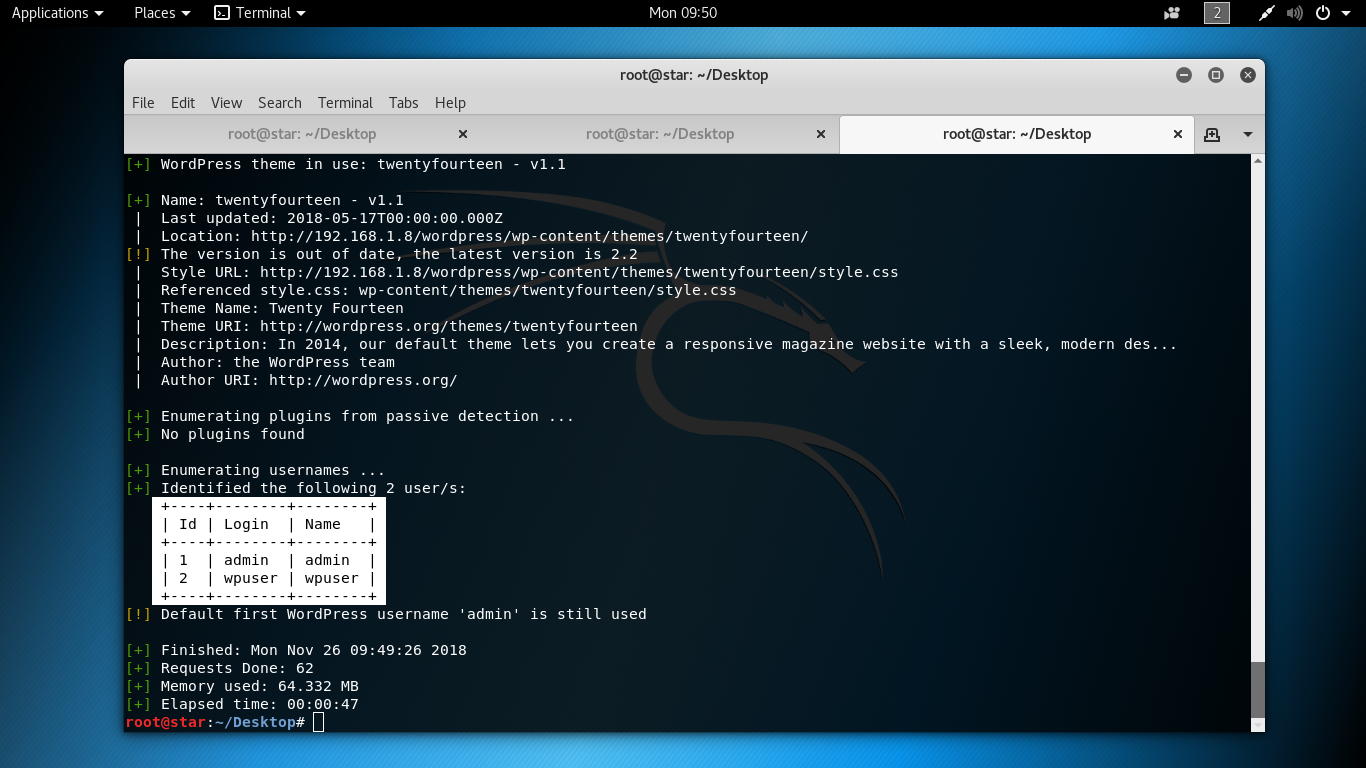 Applications Places Terminal Mon 09:50 2
root@star: ~/Desktop
File Edit View Search Terminal Tabs Help
root@star: ~/Desktop root@star: ~/Desktop root@star: ~/Desktop
[+] WordPress theme in use: twentyfourteen - v1.1
[+] Name: twentyfourteen - v1.1
 |  Last updated: 2018-05-17T00:00:00.000Z
 |  Location: http://192.168.1.8/wordpress/wp-content/themes/twentyfourteen/
[!] The version is out of date, the latest version is 2.2
 |  Style URL: http://192.168.1.8/wordpress/wp-content/themes/twentyfourteen/style.css
 |  Referenced style.css: wp-content/themes/twentyfourteen/style.css
 |  Theme Name: Twenty Fourteen
 |  Theme URI: http://wordpress.org/themes/twentyfourteen
 |  Description: In 2014, our default theme lets you create a responsive magazine website with a sleek, modern des...
 |  Author: the WordPress team
 |  Author URI: http://wordpress.org/
[+] Enumerating plugins from passive detection ...
[+] No plugins found
[+] Enumerating usernames ...
[+] Identified the following 2 user/s:
    +----+--------+--------+
    | Id | Login  | Name   |
    +----+--------+--------+
    | 1  | admin  | admin  |
    | 2  | wpuser | wpuser |
    +----+--------+--------+
[!] Default first WordPress username 'admin' is still used
[+] Finished: Mon Nov 26 09:49:26 2018
[+] Requests Done: 62
[+] Memory used: 64.332 MB
[+] Elapsed time: 00:00:47
root@star:~/Desktop#